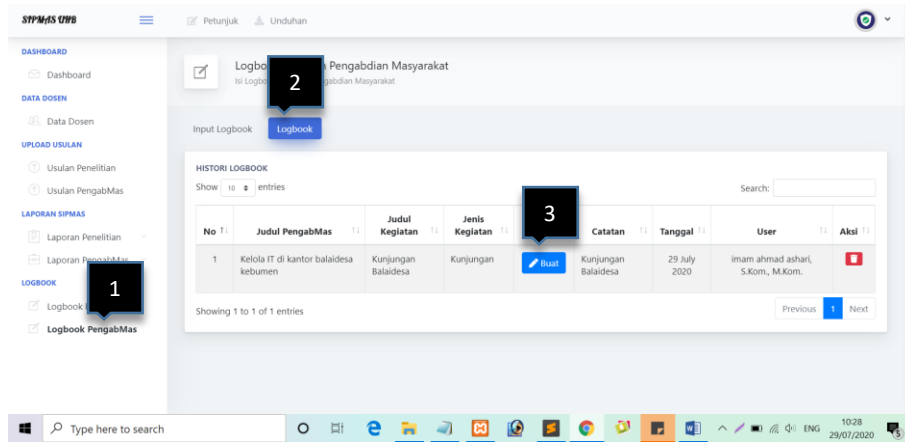 SIPMAS UHB
Petunjuk
Unduhan
DASHBOARD
Dashboard
DATA DOSEN
Data Dosen
UPLOAD USULAN
Usulan Penelitian
Usulan PengabMas
LAPORAN SIPMAS
Laporan Penelitian
Laporan PengabMas
LOGBOOK
Logbook
Logbook PengabMas
1
Pengabdian Masyarakat
Isi Pengabdian Masyarakat
2
Input Logbook
Logbook
HISTORI LOGBOOK
Show 10 entries
Search:
3
No Judul PengabMas Judul Kegiatan Jenis Kegiatan Catatan Tanggal User Aksi
1 Kelola IT di kantor balaidesa kebumen Kunjungan Balaidesa Kunjungan Buat Kunjungan Balaidesa 29 July 2020 imam ahmad ashari, S.Kom., M.Kom.
Showing 1 to 1 of 1 entries
Previous 1 Next
Type here to search
ENG
10:28
29/07/2020
5